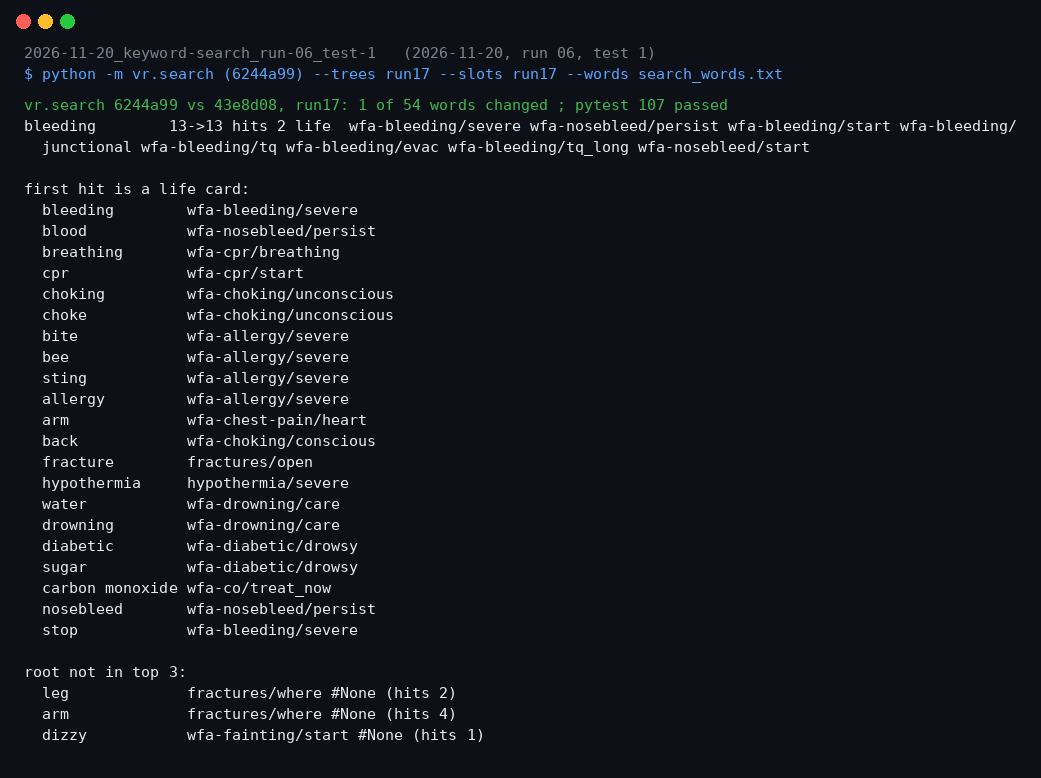 2026-11-20_keyword-search_run-06_test-1   (2026-11-20, run 06, test 1)
$ python -m vr.search (6244a99) --trees run17 --slots run17 --words search_words.txt
vr.search 6244a99 vs 43e8d08, run17: 1 of 54 words changed ; pytest 107 passed
bleeding        13->13 hits 2 life  wfa-bleeding/severe wfa-nosebleed/persist wfa-bleeding/start wfa-bleeding/
  junctional wfa-bleeding/tq wfa-bleeding/evac wfa-bleeding/tq_long wfa-nosebleed/start
first hit is a life card:
  bleeding        wfa-bleeding/severe
  blood           wfa-nosebleed/persist
  breathing       wfa-cpr/breathing
  cpr             wfa-cpr/start
  choking         wfa-choking/unconscious
  choke           wfa-choking/unconscious
  bite            wfa-allergy/severe
  bee             wfa-allergy/severe
  sting           wfa-allergy/severe
  allergy         wfa-allergy/severe
  arm             wfa-chest-pain/heart
  back            wfa-choking/conscious
  fracture        fractures/open
  hypothermia     hypothermia/severe
  water           wfa-drowning/care
  drowning        wfa-drowning/care
  diabetic        wfa-diabetic/drowsy
  sugar           wfa-diabetic/drowsy
  carbon monoxide wfa-co/treat_now
  nosebleed       wfa-nosebleed/persist
  stop            wfa-bleeding/severe
root not in top 3:
  leg             fractures/where #None (hits 2)
  arm             fractures/where #None (hits 4)
  dizzy           wfa-fainting/start #None (hits 1)